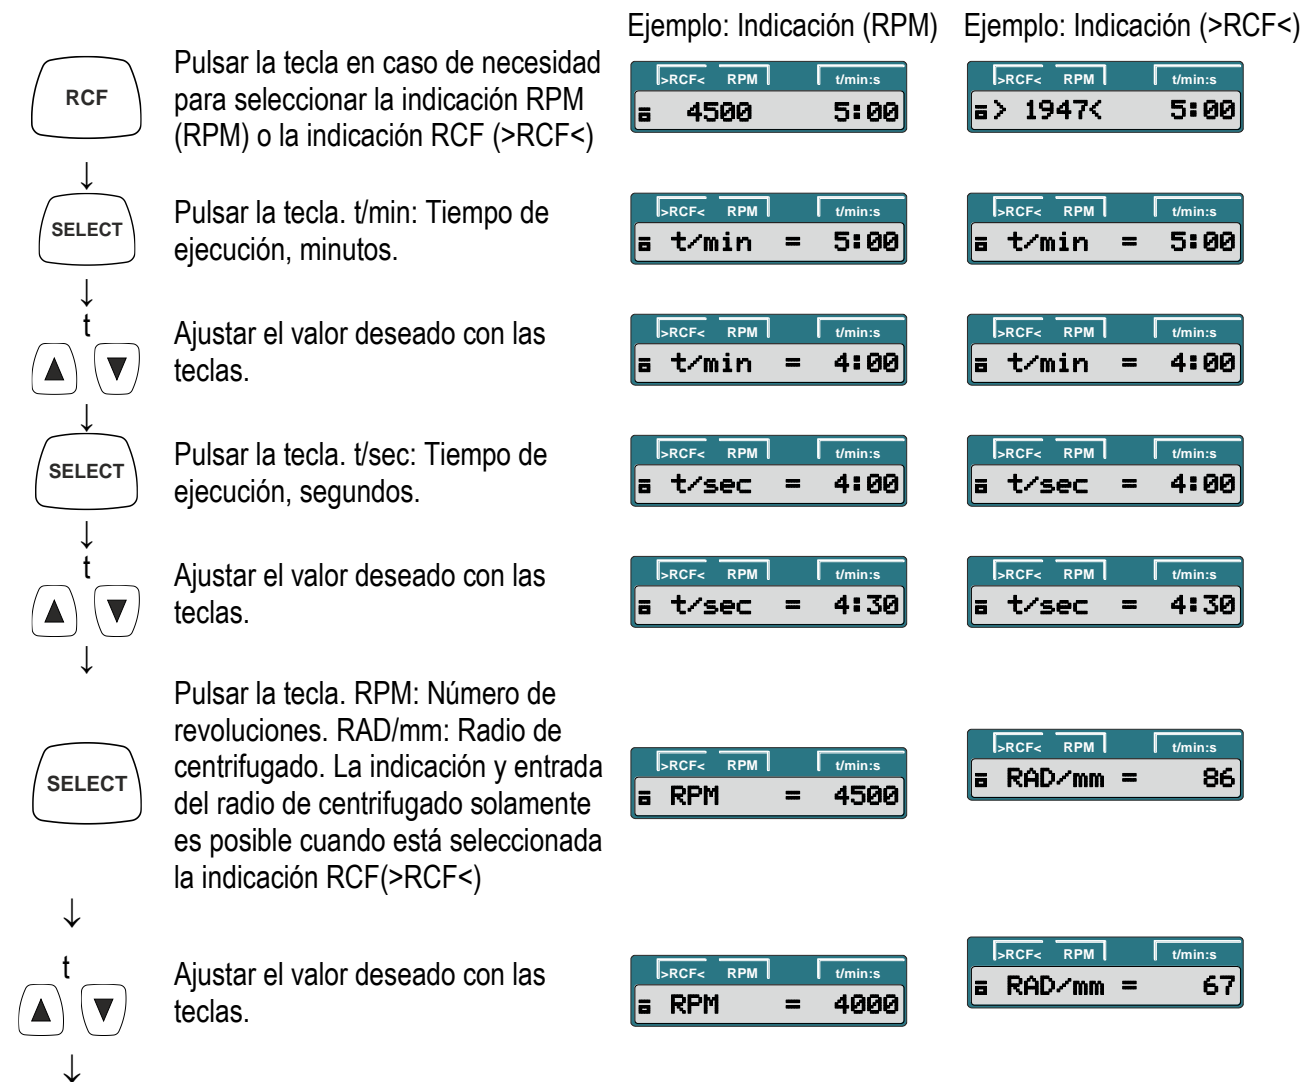 Ejemplo: Indicación (RPM) Ejemplo: Indicación (>RCF<)
RCF
Pulsar la tecla en caso de necesidad
para seleccionar la indicación RPM
(RPM) o la indicación RCF (>RCF<)
>RCF< RPM t/min:s
4500 5:00
>RCF< RPM t/min:s
> 1947< 5:00
↓
SELECT
Pulsar la tecla. t/min: Tiempo de
ejecución, minutos.
>RCF< RPM t/min:s
t/min = 5:00
>RCF< RPM t/min:s
t/min = 5:00
↓
t
▲ ▼
Ajustar el valor deseado con las
teclas.
>RCF< RPM t/min:s
t/min = 4:00
>RCF< RPM t/min:s
t/min = 4:00
↓
SELECT
Pulsar la tecla. t/sec: Tiempo de
ejecución, segundos.
>RCF< RPM t/min:s
t/sec = 4:00
>RCF< RPM t/min:s
t/sec = 4:00
↓
t
▲ ▼
Ajustar el valor deseado con las
teclas.
>RCF< RPM t/min:s
t/sec = 4:30
>RCF< RPM t/min:s
t/sec = 4:30
↓
SELECT
Pulsar la tecla. RPM: Número de
revoluciones. RAD/mm: Radio de
centrifugado. La indicación y entrada
del radio de centrifugado solamente
es posible cuando está seleccionada
la indicación RCF(>RCF<)
>RCF< RPM t/min:s
RPM = 4500
>RCF< RPM t/min:s
RAD/mm = 86
↓
t
▲ ▼
Ajustar el valor deseado con las
teclas.
>RCF< RPM t/min:s
RPM = 4000
>RCF< RPM t/min:s
RAD/mm = 67
↓